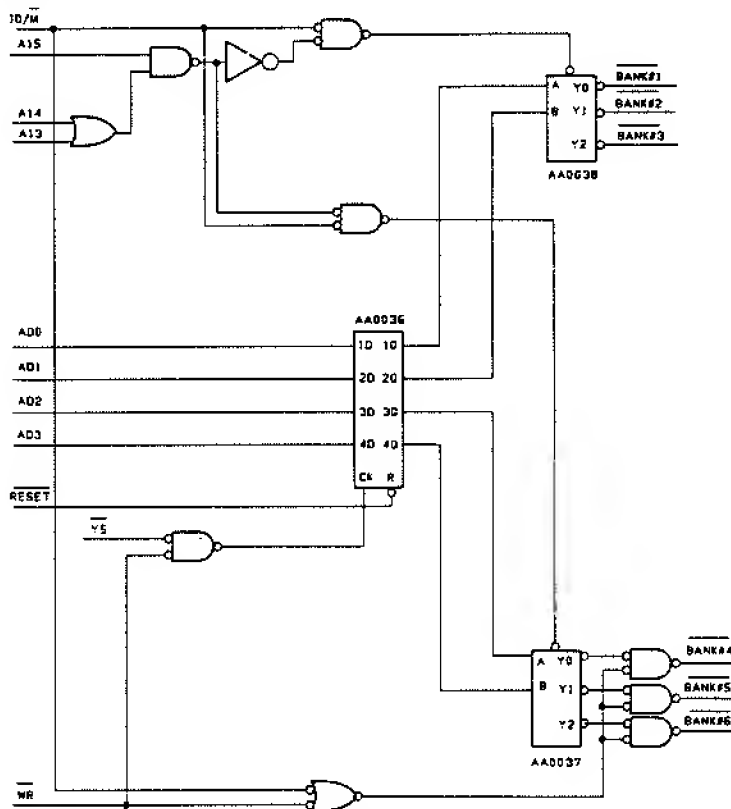 IO/M
A15
A14
A13
A Y0
B Y1
Y2
BANK#1
BANK#2
BANK#3
AA0038
AA0036
AD0
AD1
AD2
AD3
1D 1Q
2D 2Q
3D 3Q
4D 4Q
CK R
RESET
Y5
A Y0
B Y1
Y2
BANK#4
BANK#5
BANK#6
AA0037
WR